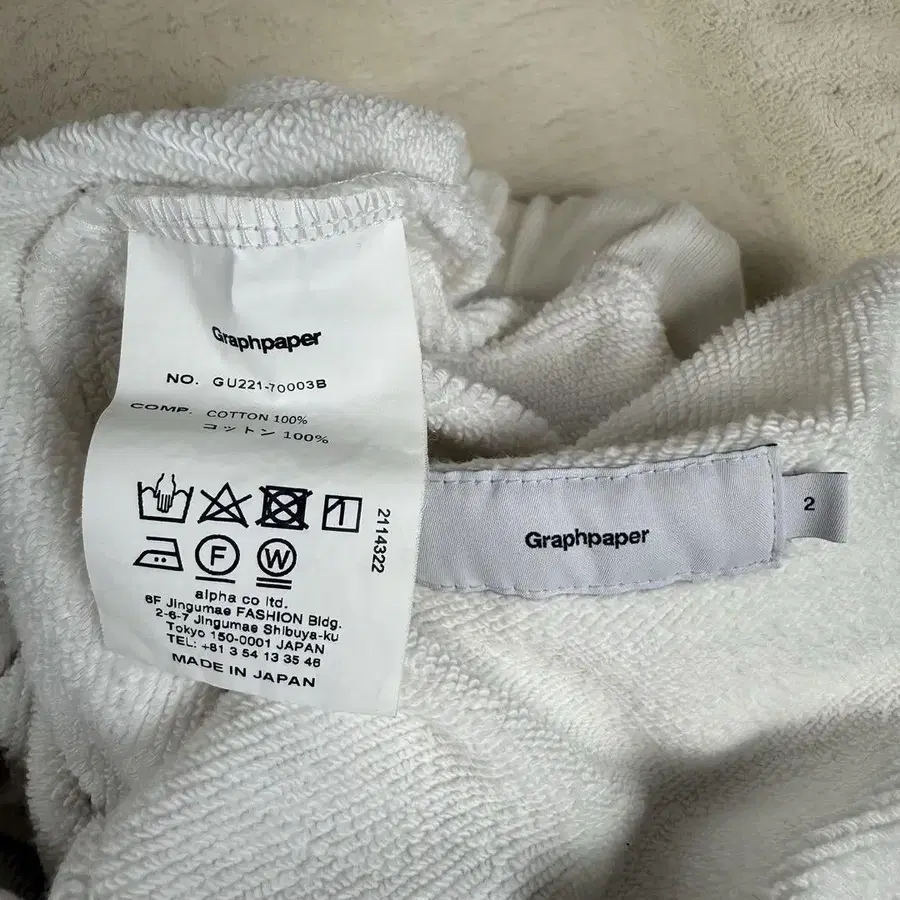 Graphpaper
NO. GU221-70003B
COMP. COTTON 100%
コットン 100%
F
W
2114322
alpha co ltd.
6F Jingumae FASHION Bldg.
2-6-7 Jingumae Shibuya-ku
Tokyo 150-0001 JAPAN
TEL: +81 3 54 13 35 46
MADE IN JAPAN
Graphpaper
2